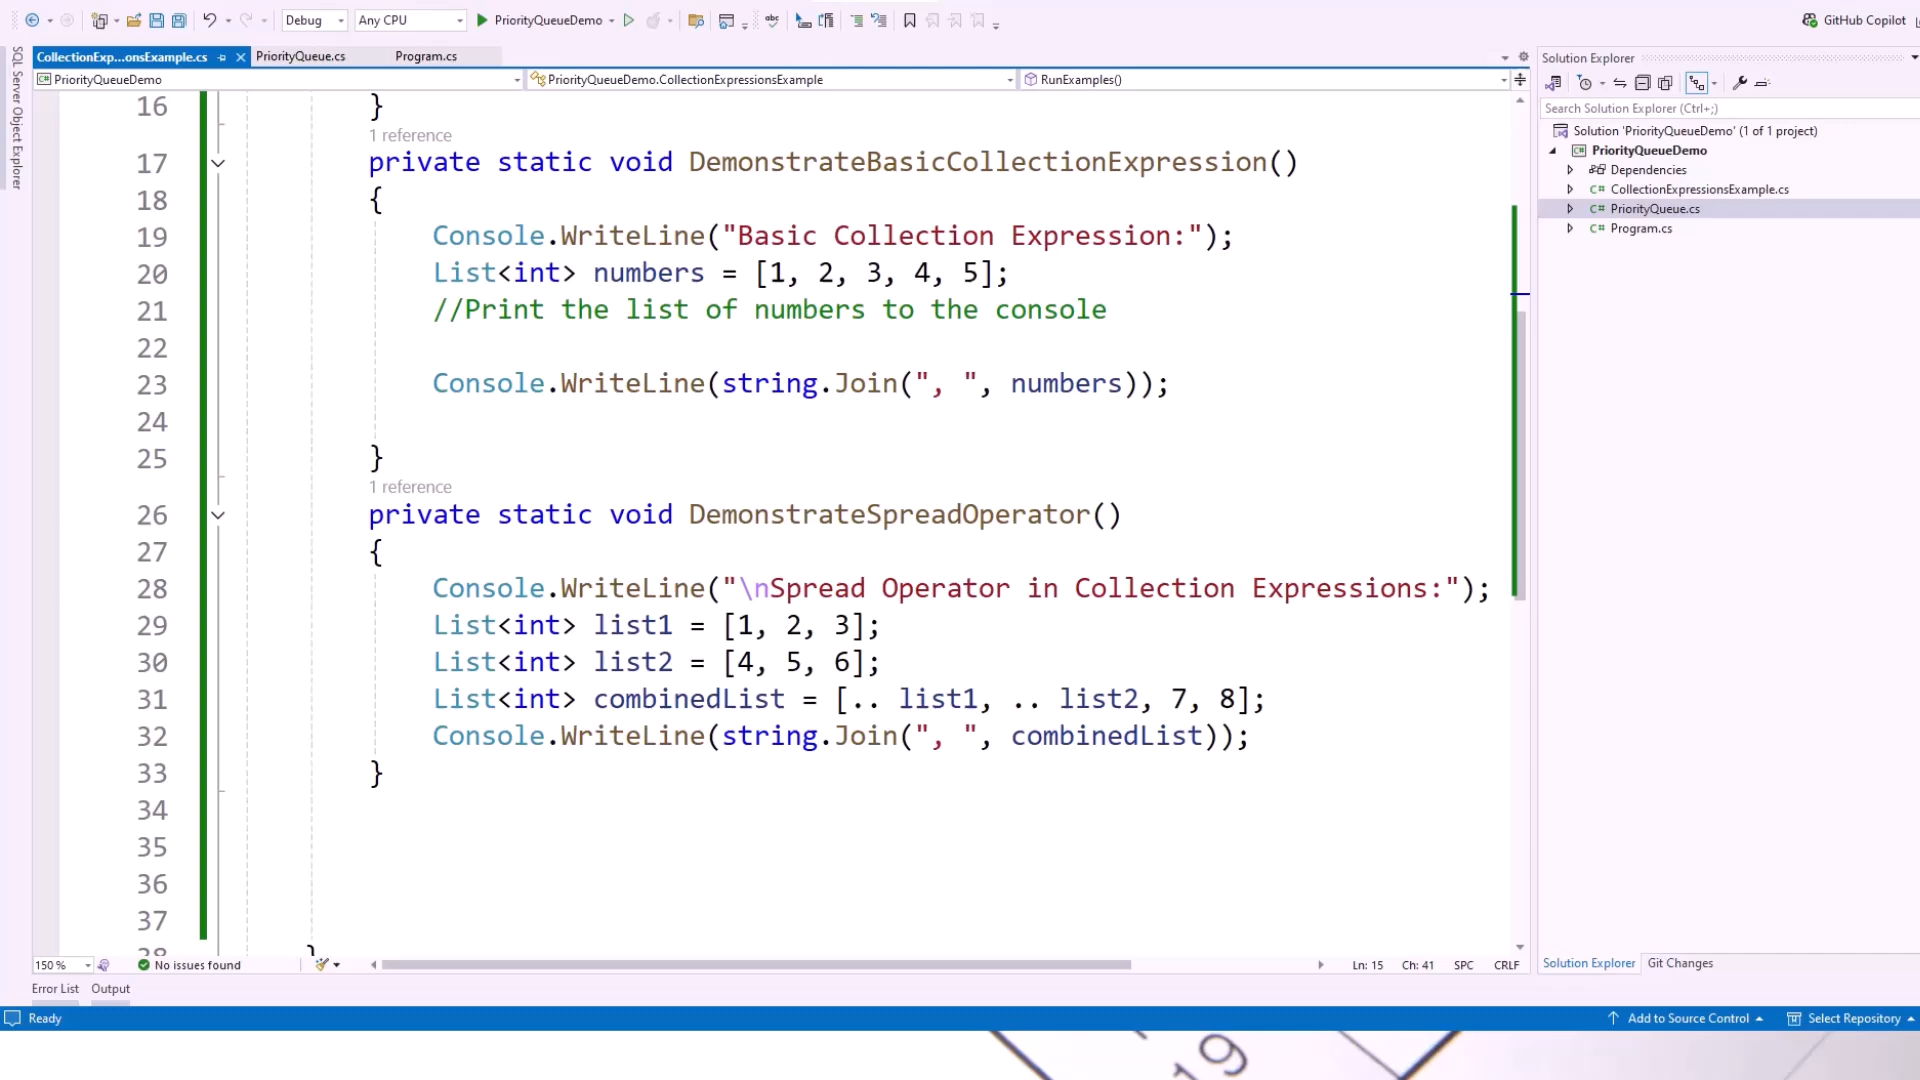 Debug Any CPU PriorityQueueDemo GitHub Copilot
CollectionExp...onsExample.cs PriorityQueue.cs Program.cs
PriorityQueueDemo PriorityQueueDemo.CollectionExpressionsExample RunExamples()
SQL Server Object Explorer
16 }
1 reference
17 private static void DemonstrateBasicCollectionExpression()
18 {
19 Console.WriteLine("Basic Collection Expression:");
20 List<int> numbers = [1, 2, 3, 4, 5];
21 //Print the list of numbers to the console
22
23 Console.WriteLine(string.Join(", ", numbers));
24
25 }
1 reference
26 private static void DemonstrateSpreadOperator()
27 {
28 Console.WriteLine("\nSpread Operator in Collection Expressions:");
29 List<int> list1 = [1, 2, 3];
30 List<int> list2 = [4, 5, 6];
31 List<int> combinedList = [.. list1, .. list2, 7, 8];
32 Console.WriteLine(string.Join(", ", combinedList));
33 }
34
35
36
37
38 }
Solution Explorer
Search Solution Explorer (Ctrl+;)
Solution 'PriorityQueueDemo' (1 of 1 project)
C# PriorityQueueDemo
Dependencies
C# CollectionExpressionsExample.cs
C# PriorityQueue.cs
C# Program.cs
150 % No issues found Ln: 15 Ch: 41 SPC CRLF
Solution Explorer Git Changes
Error List Output
Ready Add to Source Control Select Repository
19